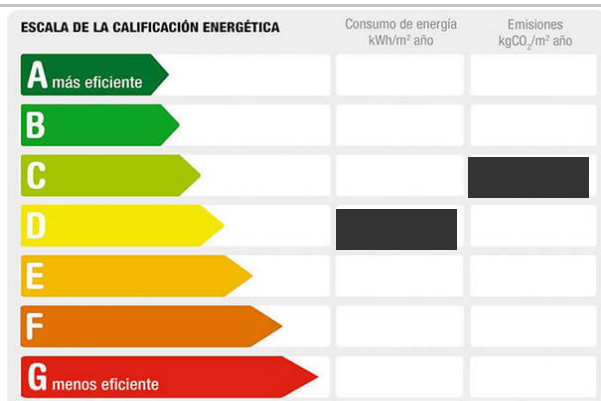 ESCALA DE LA CALIFICACIÓN ENERGÉTICA
Consumo de energía
kWh/m² año
Emisiones
kgCO₂/m² año
A más eficiente
B
C
D
E
F
G menos eficiente